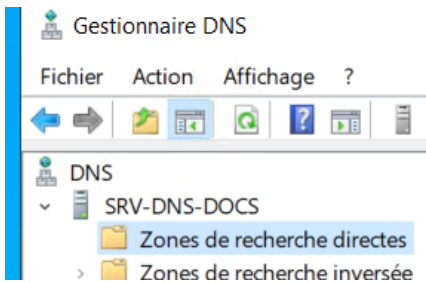 Gestionnaire DNS
Fichier Action Affichage ?
DNS
SRV-DNS-DOCS
Zones de recherche directes
Zones de recherche inversée